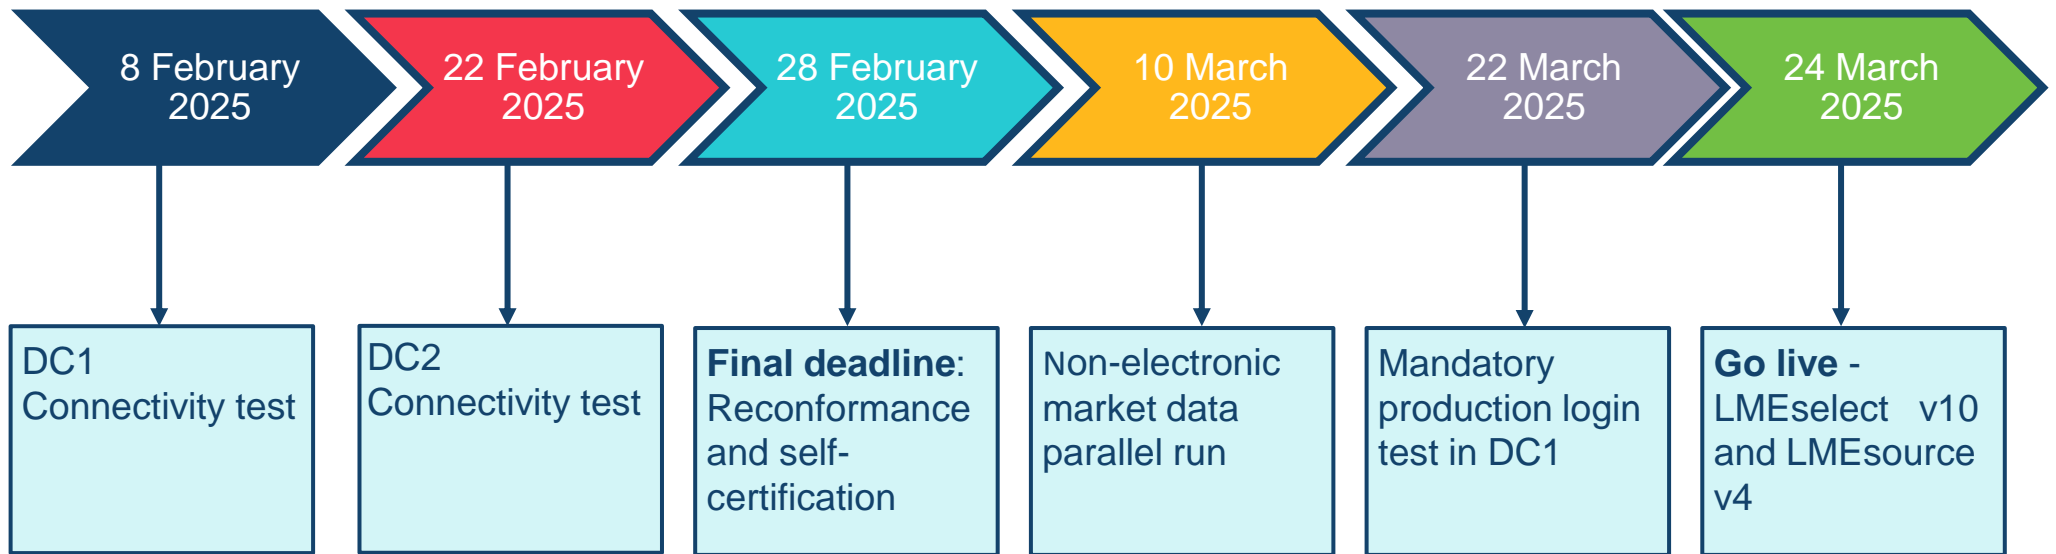 8 February
2025
22 February
2025
28 February
2025
10 March
2025
22 March
2025
24 March
2025
DC1
Connectivity test
DC2
Connectivity test
Final deadline:
Reconformance
and self-
certification
Non-electronic
market data
parallel run
Mandatory
production login
test in DC1
Go live -
LMEselect v10
and LMEsource
v4